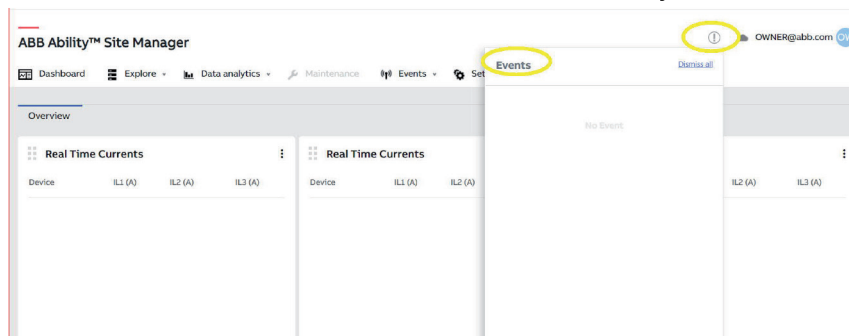 ABB Ability™ Site Manager
OWNER@abb.com
Dashboard Explore Data analytics Maintenance Events Set
Events Dismiss all
No Event
Overview
Real Time Currents Real Time Currents
Device IL1 (A) IL2 (A) IL3 (A) Device IL1 (A) IL2 (A) IL2 (A) IL3 (A)